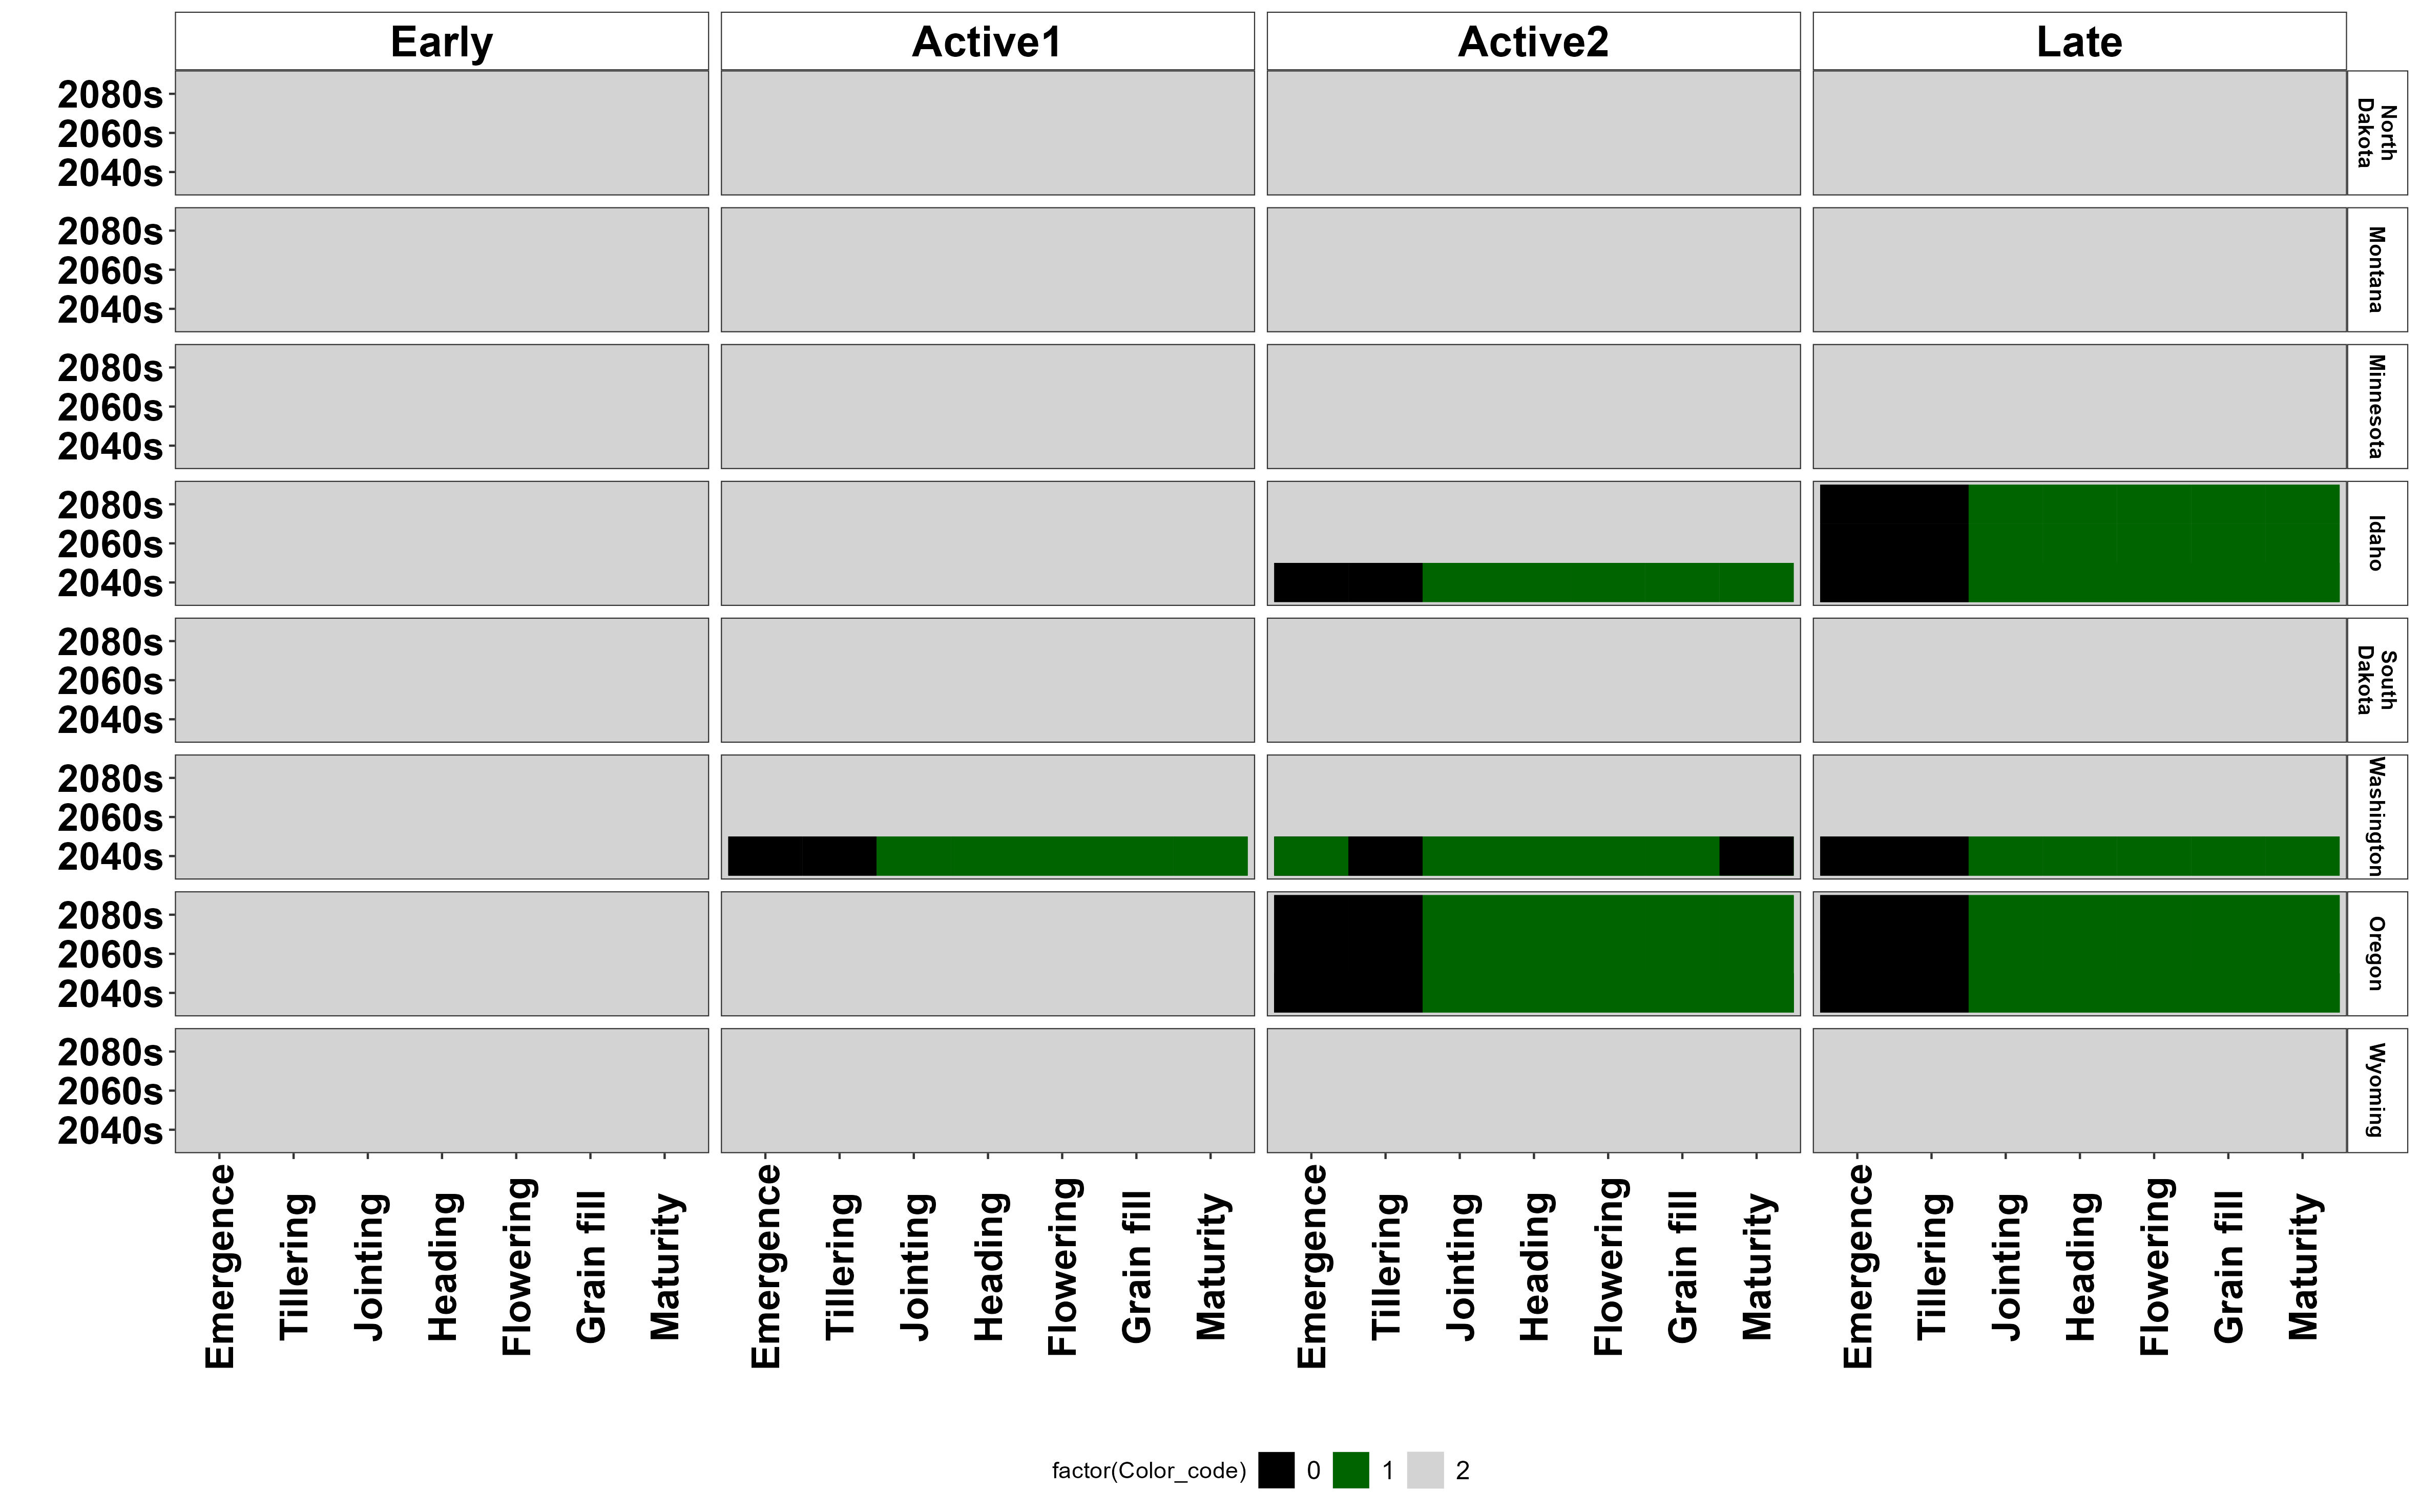 Early Active1 Active2 Late
2080s
2060s
2040s
North
Dakota
2080s
2060s
2040s
Montana
2080s
2060s
2040s
Minnesota
2080s
2060s
2040s
Idaho
2080s
2060s
2040s
South
Dakota
2080s
2060s
2040s
Washington
2080s
2060s
2040s
Oregon
2080s
2060s
2040s
Wyoming
Emergence
Tillering
Jointing
Heading
Flowering
Grain fill
Maturity
Emergence
Tillering
Jointing
Heading
Flowering
Grain fill
Maturity
Emergence
Tillering
Jointing
Heading
Flowering
Grain fill
Maturity
Emergence
Tillering
Jointing
Heading
Flowering
Grain fill
Maturity
factor(Color_code) 0 1 2